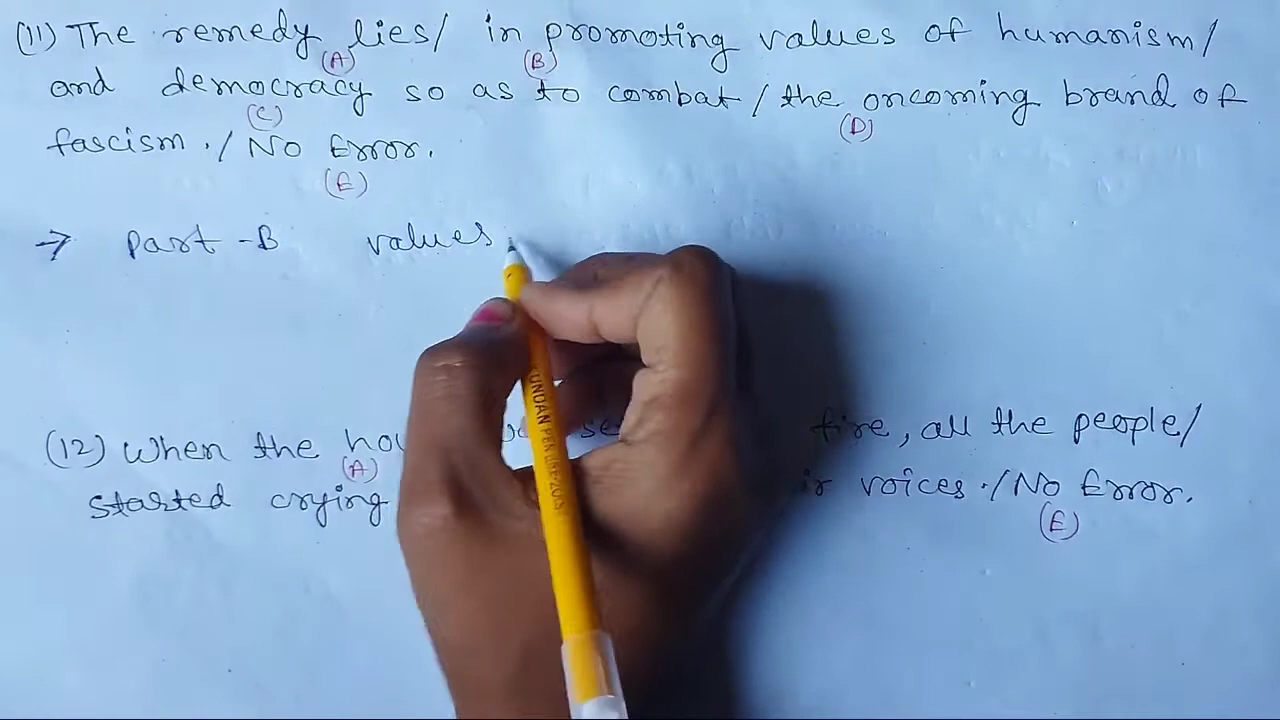 (11) The remedy lies/ in promoting values of humanism/
(A) (B)
and democracy so as to combat/ the oncoming brand of
(C) (D)
fascism./ No Error.
(E)
→ Part -B values
(12) When the fire, all the people/
(A)
started crying voices./ No Error.
(E)